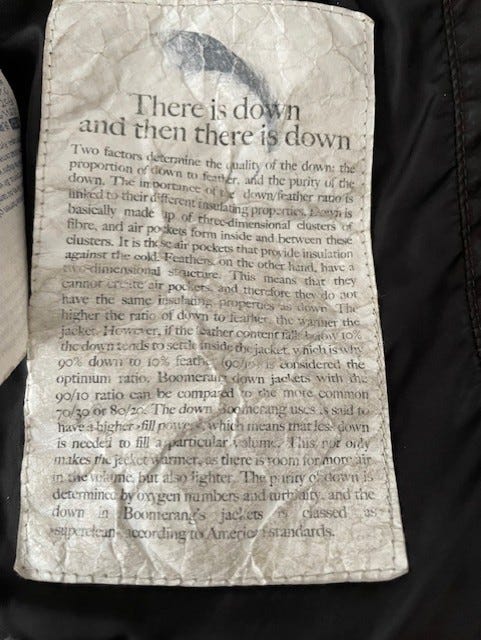 There is down
and then there is down
Two factors determine the quality of the down: the
proportion of down to feather, and the purity of the
down. The importance of the down/feather ratio is
linked to their different insulating properties. Down is
basically made up of three-dimensional clusters of
fibre, and air pockets form inside and between these
clusters. It is these air pockets that provide insulation
against the cold. Feathers, on the other hand, have a
two-dimensional structure. This means that they
cannot create air pockets, and therefore they do not
have the same insulating properties as down. The
higher the ratio of down to feather, the warmer the
jacket. However, if the feather content falls below 10%
the down tends to settle inside the jacket, which is why
90% down to 10% feather (90/10) is considered the
optimum ratio. Boomerang down jackets with the
90/10 ratio can be compared to the more common
70/30 or 80/20. The down Boomerang uses is said to
have a higher »fill power«, which means that less down
is needed to fill a particular volume. This not only
makes the jacket warmer, as there is room for more air
in the volume, but also lighter. The purity of down is
determined by oxygen numbers and turbidity, and the
down in Boomerang's jackets is classed as
»superclean« according to American standards.